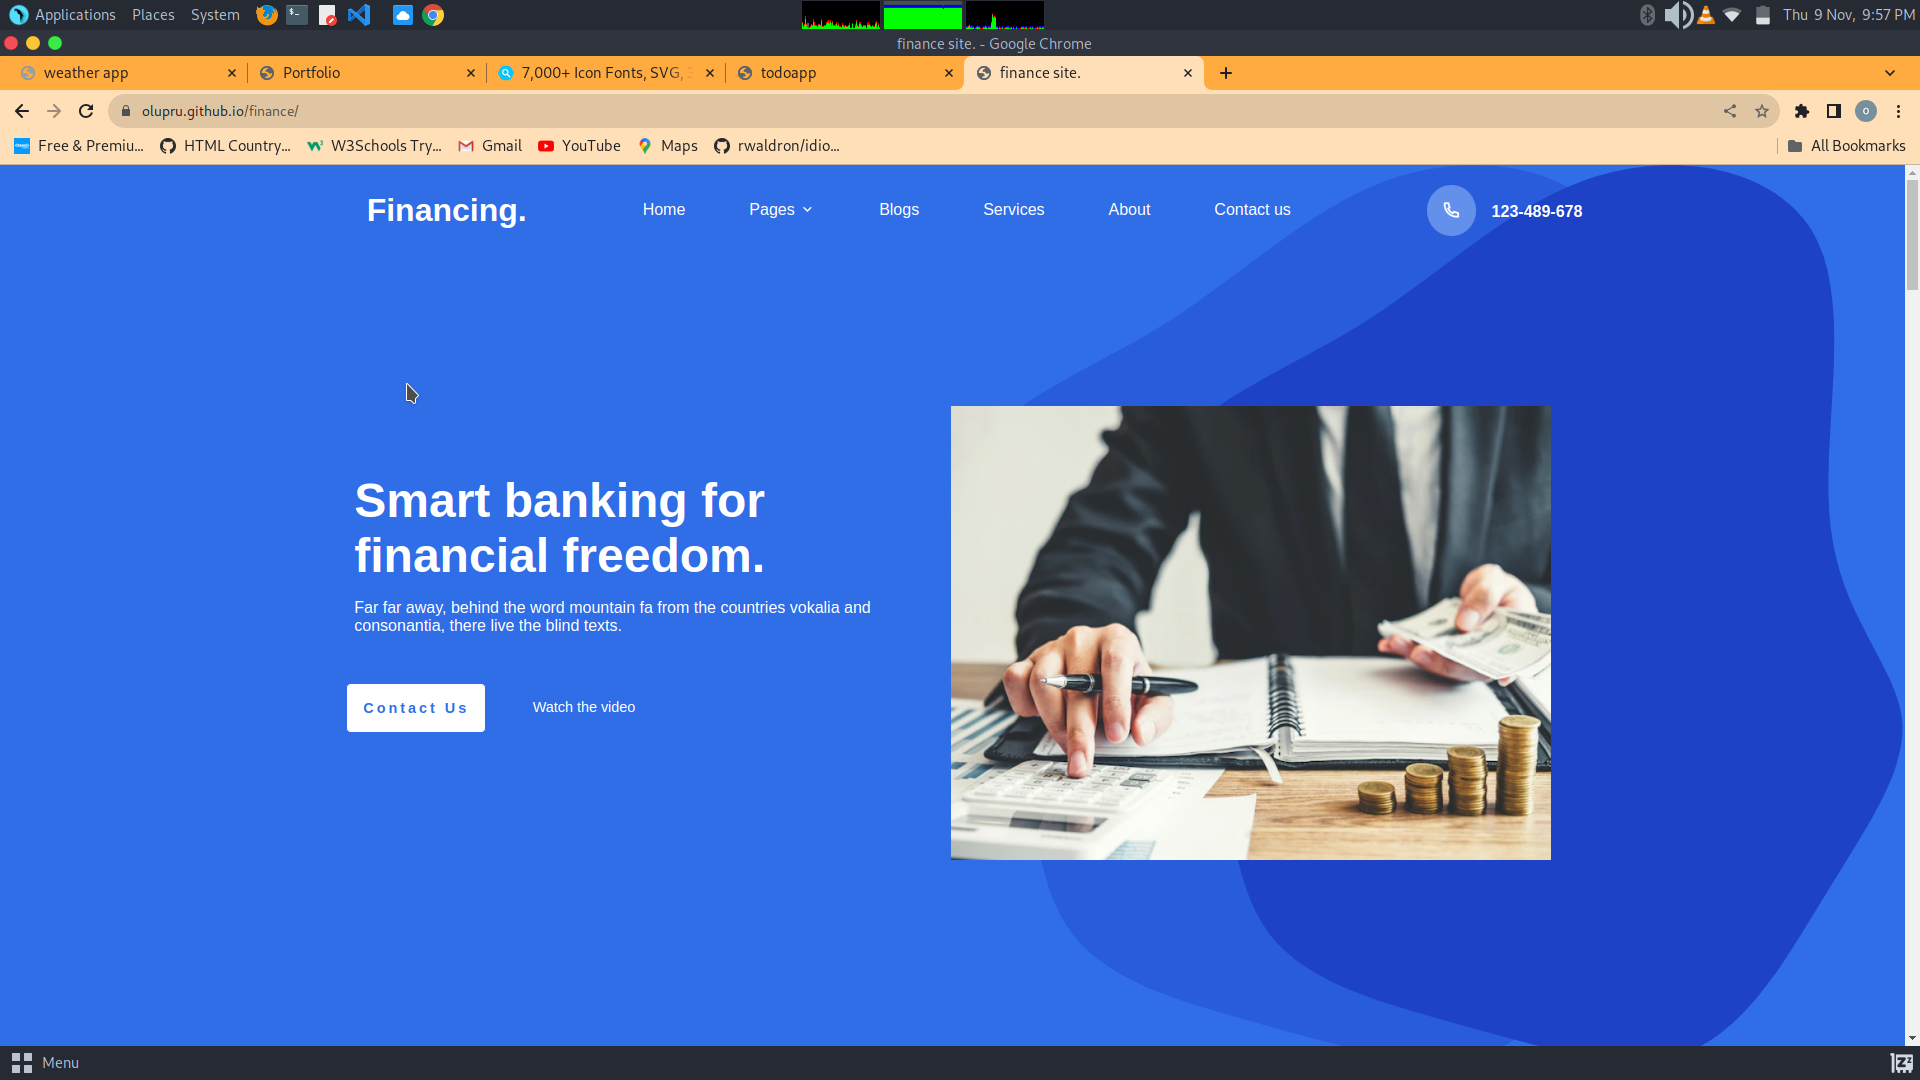 Applications Places System
Thu 9 Nov, 9:57 PM
finance site. - Google Chrome
weather app
Portfolio
7,000+ Icon Fonts, SVG,
todoapp
finance site.
olupru.github.io/finance/
Free & Premiu...
HTML Country...
W3Schools Try...
Gmail
YouTube
Maps
rwaldron/idio...
All Bookmarks
Financing.
Home
Pages
Blogs
Services
About
Contact us
123-489-678
Smart banking for
financial freedom.
Far far away, behind the word mountain fa from the countries vokalia and
consonantia, there live the blind texts.
Contact Us
Watch the video
Menu